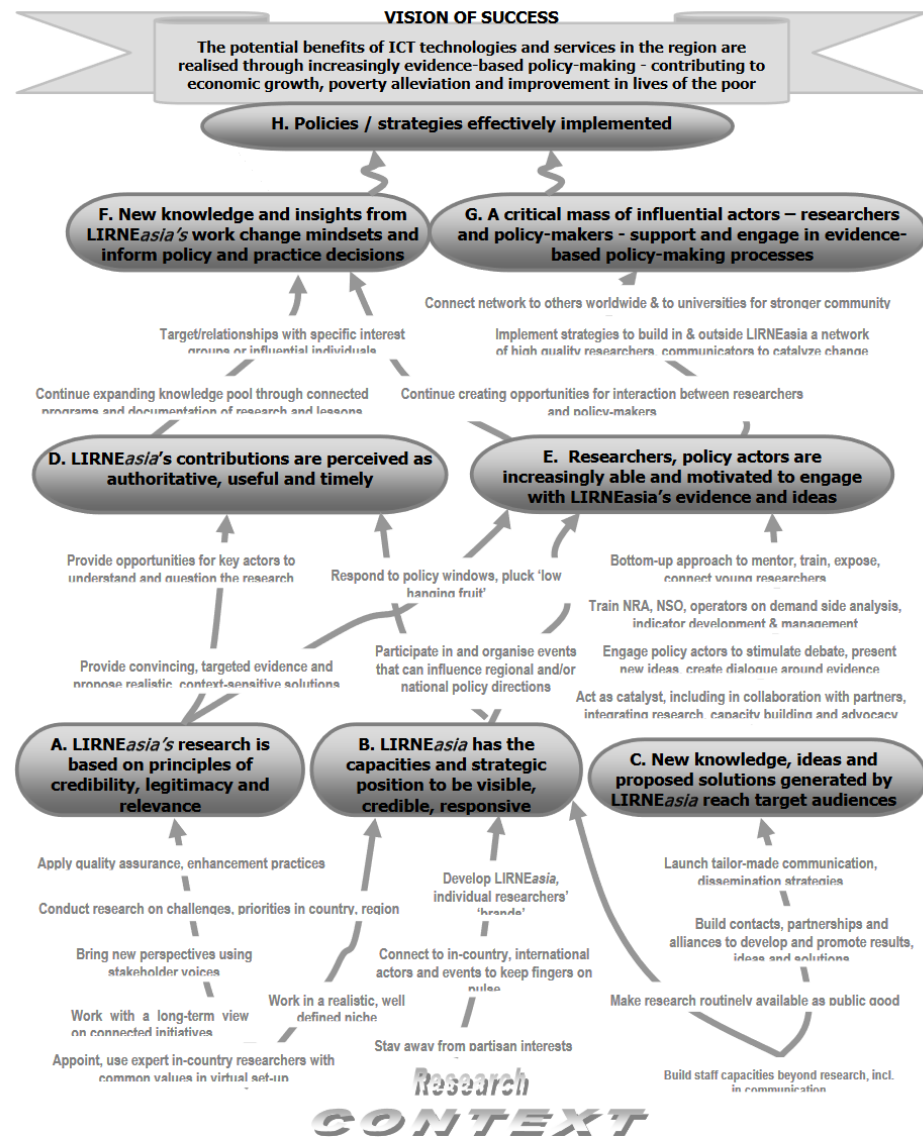 VISION OF SUCCESS
The potential benefits of ICT technologies and services in the region are
realised through increasingly evidence-based policy-making - contributing to
economic growth, poverty alleviation and improvement in lives of the poor
H. Policies / strategies effectively implemented
F. New knowledge and insights from
LIRNEasia's work change mindsets and
inform policy and practice decisions
G. A critical mass of influential actors – researchers
and policy-makers - support and engage in evidence-
based policy-making processes
Connect network to others worldwide & to universities for stronger community
Target/relationships with specific interest
groups or influential individuals
Implement strategies to build in & outside LIRNEasia a network
of high quality researchers, communicators to catalyze change
Continue expanding knowledge pool through connected
programs and documentation of research and lessons
Continue creating opportunities for interaction between researchers
and policy-makers
D. LIRNEasia's contributions are perceived as
authoritative, useful and timely
E. Researchers, policy actors are
increasingly able and motivated to engage
with LIRNEasia's evidence and ideas
Provide opportunities for key actors to
understand and question the research
Respond to policy windows, pluck 'low
hanging fruit'
Bottom-up approach to mentor, train, expose,
connect young researchers
Train NRA, NSO, operators on demand side analysis,
indicator development & management
Provide convincing, targeted evidence and
propose realistic, context-sensitive solutions
Participate in and organise events
that can influence regional and/or
national policy directions
Engage policy actors to stimulate debate, present
new ideas, create dialogue around evidence
Act as catalyst, including in collaboration with partners,
integrating research, capacity building and advocacy
A. LIRNEasia's research is
based on principles of
credibility, legitimacy and
relevance
B. LIRNEasia has the
capacities and strategic
position to be visible,
credible, responsive
C. New knowledge, ideas and
proposed solutions generated by
LIRNEasia reach target audiences
Apply quality assurance, enhancement practices
Conduct research on challenges, priorities in country, region
Bring new perspectives using
stakeholder voices
Work with a long-term view
on connected initiatives
Appoint, use expert in-country researchers with
common values in virtual set-up
Work in a realistic, well
defined niche
Develop LIRNEasia,
individual researchers'
'brands'
Connect to in-country, international
actors and events to keep fingers on
pulse
Stay away from partisan interests
Launch tailor-made communication,
dissemination strategies
Build contacts, partnerships and
alliances to develop and promote results,
ideas and solutions
Make research routinely available as public good
Build staff capacities beyond research, incl.
in communication
Research
CONTEXT